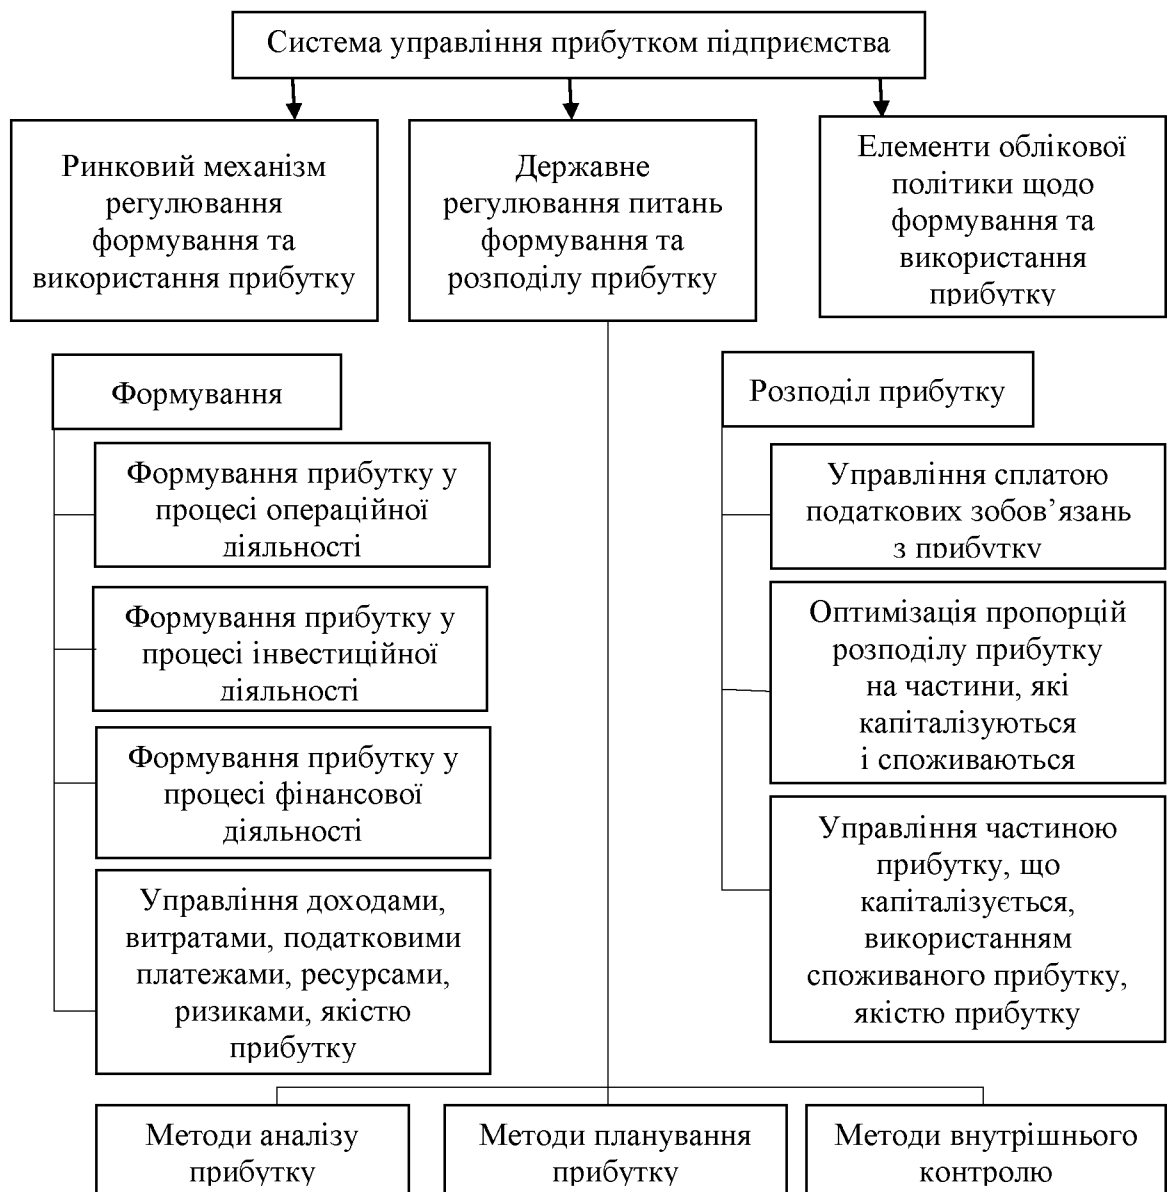 Система управління прибутком підприємства
Ринковий механізм
регулювання
формування та
використання прибутку
Державне
регулювання питань
формування та
розподілу прибутку
Елементи облікової
політики щодо
формування та
використання
прибутку
Формування
Формування прибутку у
процесі операційної
діяльності
Формування прибутку у
процесі інвестиційної
діяльності
Формування прибутку у
процесі фінансової
діяльності
Управління доходами,
витратами, податковими
платежами, ресурсами,
ризиками, якістю
прибутку
Розподіл прибутку
Управління сплатою
податкових зобов’язань
з прибутку
Оптимізація пропорцій
розподілу прибутку
на частини, які
капіталізуються
і споживаються
Управління частиною
прибутку, що
капіталізується,
використанням
споживаного прибутку,
якістю прибутку
Методи аналізу
прибутку
Методи планування
прибутку
Методи внутрішнього
контролю